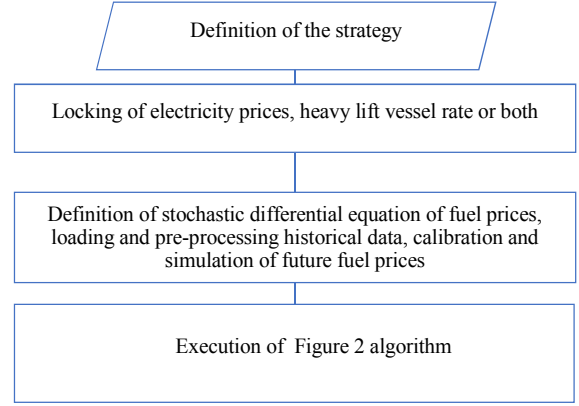 Definition of the strategy
Locking of electricity prices, heavy lift vessel rate or both
Definition of stochastic differential equation of fuel prices,
loading and pre-processing historical data, calibration and
simulation of future fuel prices
Execution of Figure 2 algorithm